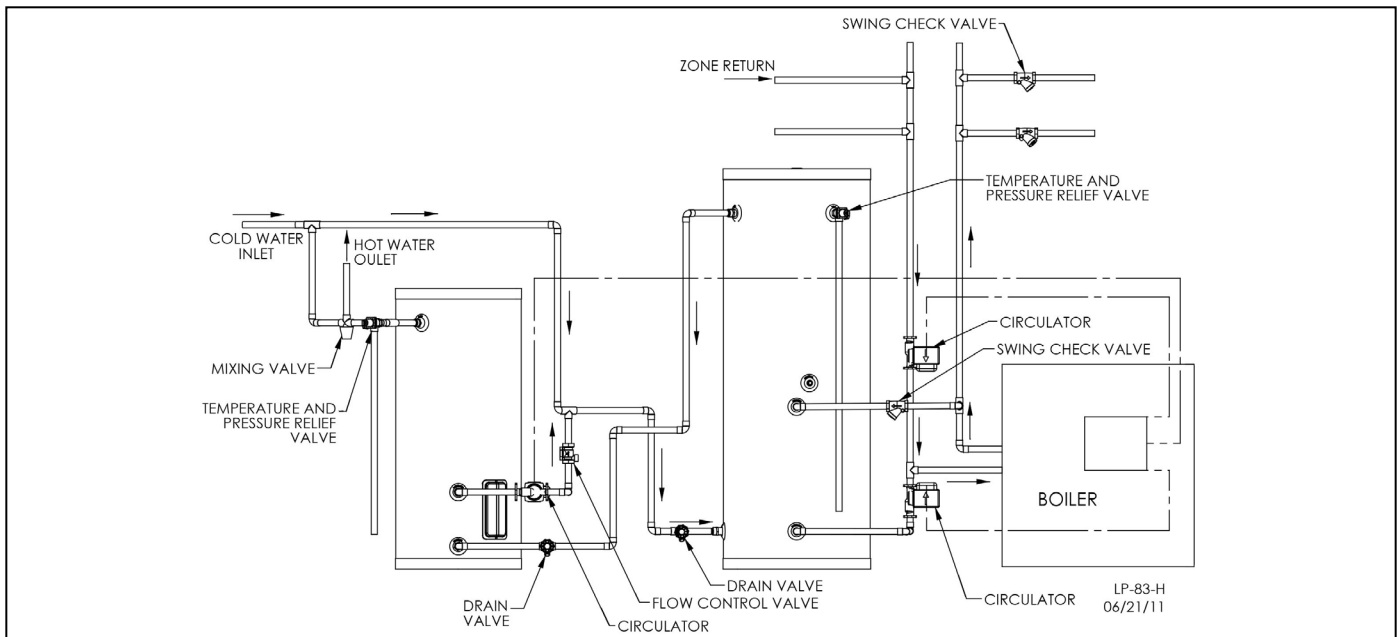 SWING CHECK VALVE
ZONE RETURN
TEMPERATURE AND
PRESSURE RELIEF VALVE
COLD WATER
INLET
HOT WATER
OULET
CIRCULATOR
SWING CHECK VALVE
MIXING VALVE
TEMPERATURE AND
PRESSURE RELIEF
VALVE
BOILER
DRAIN VALVE
FLOW CONTROL VALVE
DRAIN
VALVE
CIRCULATOR
CIRCULATOR
LP-83-H
06/21/11